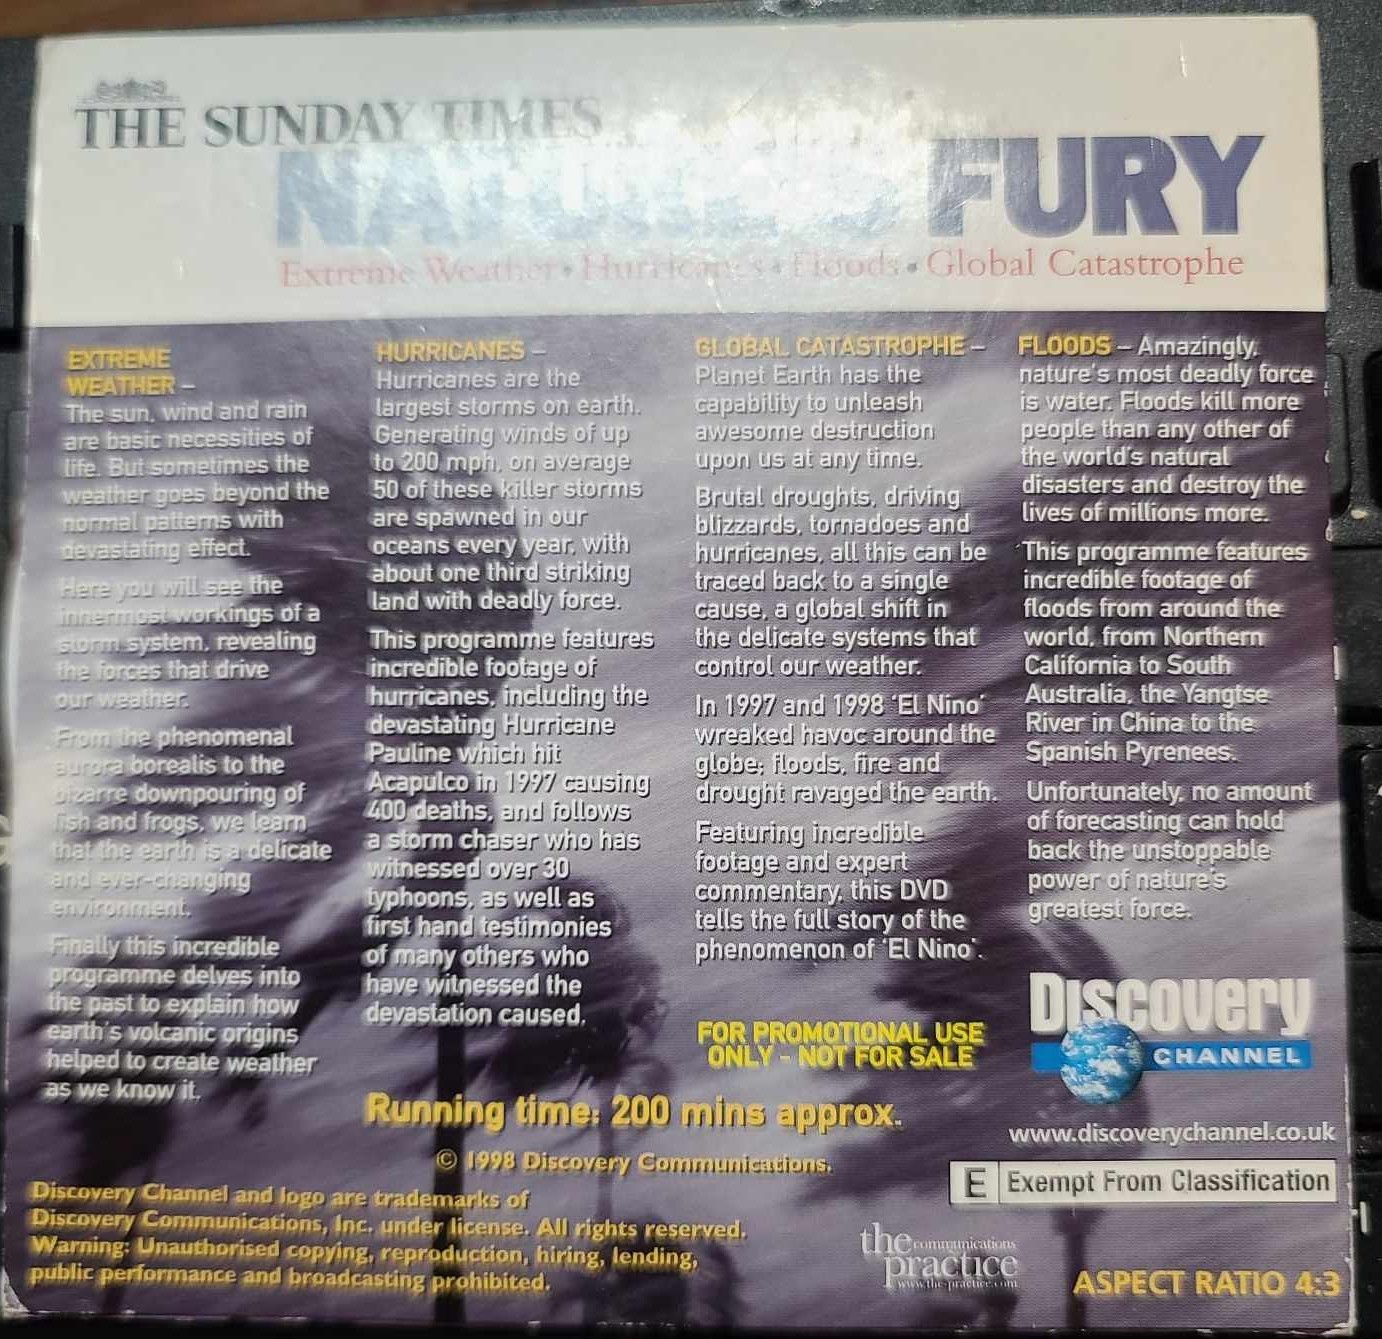 THE SUNDAY TIMES
NATURE'S FURY
Extreme Weather • Hurricanes • Floods • Global Catastrophe
EXTREME
WEATHER –
The sun, wind and rain
are basic necessities of
life. But sometimes the
weather goes beyond the
normal patterns with
devastating effect.
Here you will see the
innermost workings of a
storm system, revealing
the forces that drive
our weather.
From the phenomenal
aurora borealis to the
bizarre downpouring of
fish and frogs, we learn
that the earth is a delicate
and ever-changing
environment.
Finally this incredible
programme delves into
the past to explain how
earth's volcanic origins
helped to create weather
as we know it.
HURRICANES –
Hurricanes are the
largest storms on earth.
Generating winds of up
to 200 mph, on average
50 of these killer storms
are spawned in our
oceans every year, with
about one third striking
land with deadly force.
This programme features
incredible footage of
hurricanes, including the
devastating Hurricane
Pauline which hit
Acapulco in 1997 causing
400 deaths, and follows
a storm chaser who has
witnessed over 30
typhoons, as well as
first hand testimonies
of many others who
have witnessed the
devastation caused.
GLOBAL CATASTROPHE –
Planet Earth has the
capability to unleash
awesome destruction
upon us at any time.
Brutal droughts, driving
blizzards, tornadoes and
hurricanes, all this can be
traced back to a single
cause, a global shift in
the delicate systems that
control our weather.
In 1997 and 1998 'El Nino'
wreaked havoc around the
globe; floods, fire and
drought ravaged the earth.
Featuring incredible
footage and expert
commentary, this DVD
tells the full story of the
phenomenon of 'El Nino'.
FLOODS – Amazingly,
nature's most deadly force
is water. Floods kill more
people than any other of
the world's natural
disasters and destroy the
lives of millions more.
This programme features
incredible footage of
floods from around the
world, from Northern
California to South
Australia, the Yangtse
River in China to the
Spanish Pyrenees.
Unfortunately, no amount
of forecasting can hold
back the unstoppable
power of nature's
greatest force.
FOR PROMOTIONAL USE
ONLY – NOT FOR SALE
Discovery
CHANNEL
www.discoverychannel.co.uk
Running time: 200 mins approx.
© 1998 Discovery Communications.
E Exempt From Classification
Discovery Channel and logo are trademarks of
Discovery Communications, Inc. under license. All rights reserved.
Warning: Unauthorised copying, reproduction, hiring, lending,
public performance and broadcasting prohibited.
the communications
practice
www.the-practice.com
ASPECT RATIO 4:3